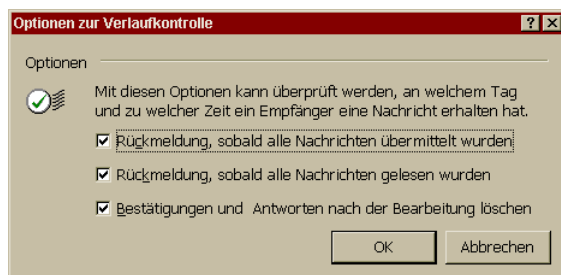 Optionen zur Verlaufkontrolle
Optionen
Mit diesen Optionen kann überprüft werden, an welchem Tag
und zu welcher Zeit ein Empfänger eine Nachricht erhalten hat.
Rückmeldung, sobald alle Nachrichten übermittelt wurden
Rückmeldung, sobald alle Nachrichten gelesen wurden
Bestätigungen und Antworten nach der Bearbeitung löschen
OK Abbrechen